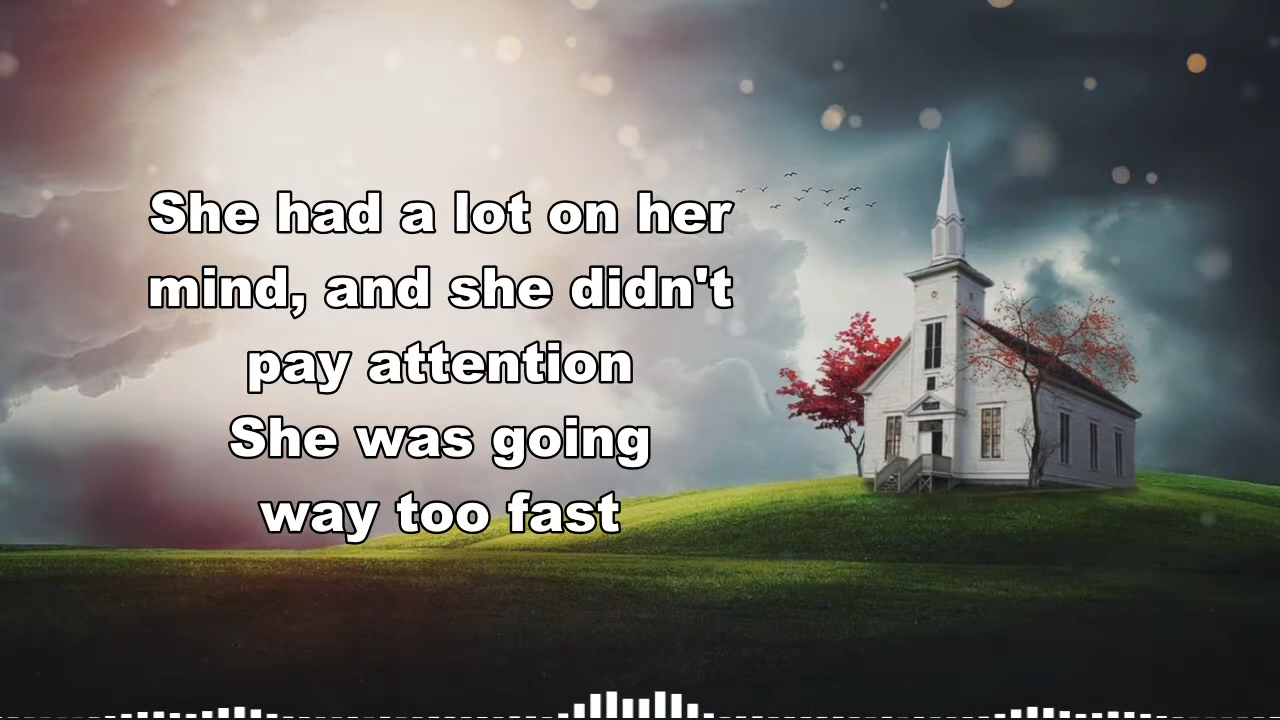 She had a lot on her
mind, and she didn't
pay attention
She was going
way too fast